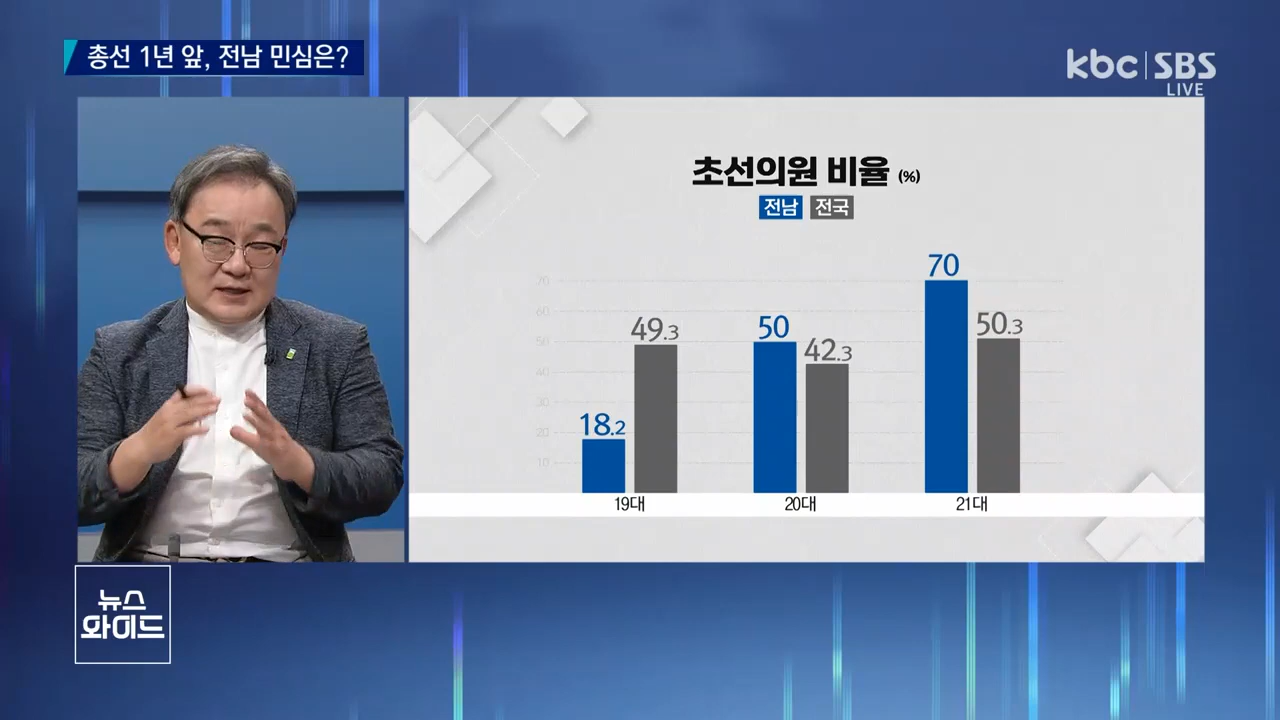 총선 1년 앞, 전남 민심은?
kbc SBS
LIVE
초선의원 비율 (%)
전남 전국
70
60
50
40
30
20
10
18.2
49.3
50
42.3
70
50.3
19대
20대
21대
뉴스
와이드